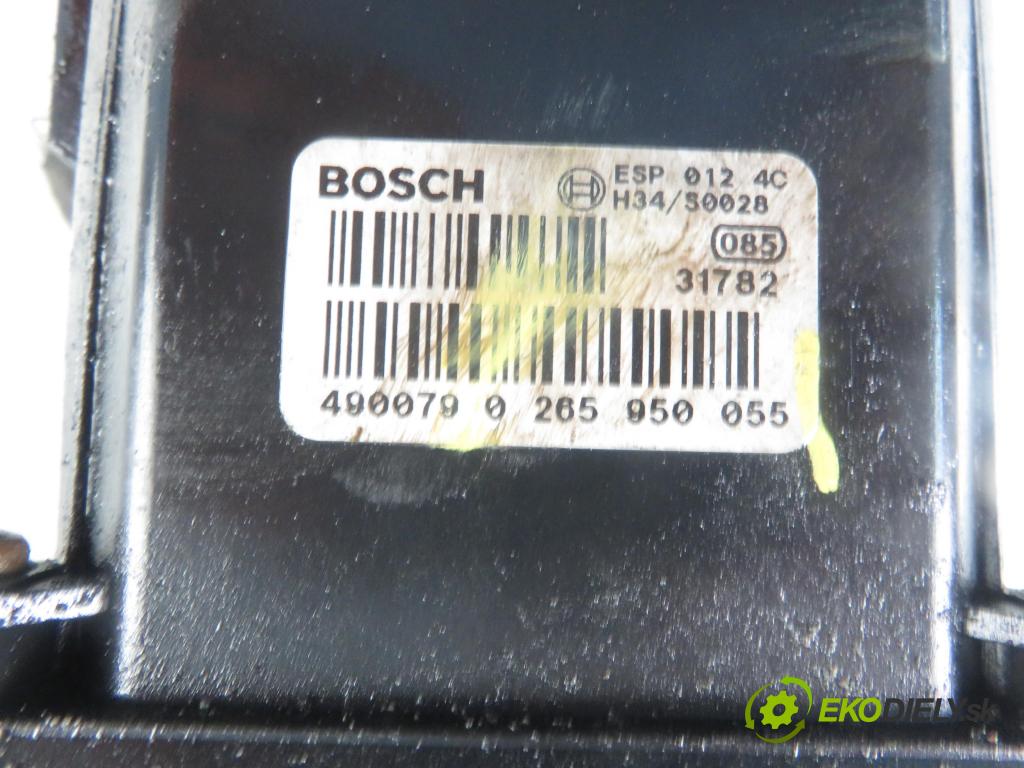 BOSCH
ESP 012 4C
H34/S0028
085
31782
490079 0 265 950 055
EKODIELY.sk